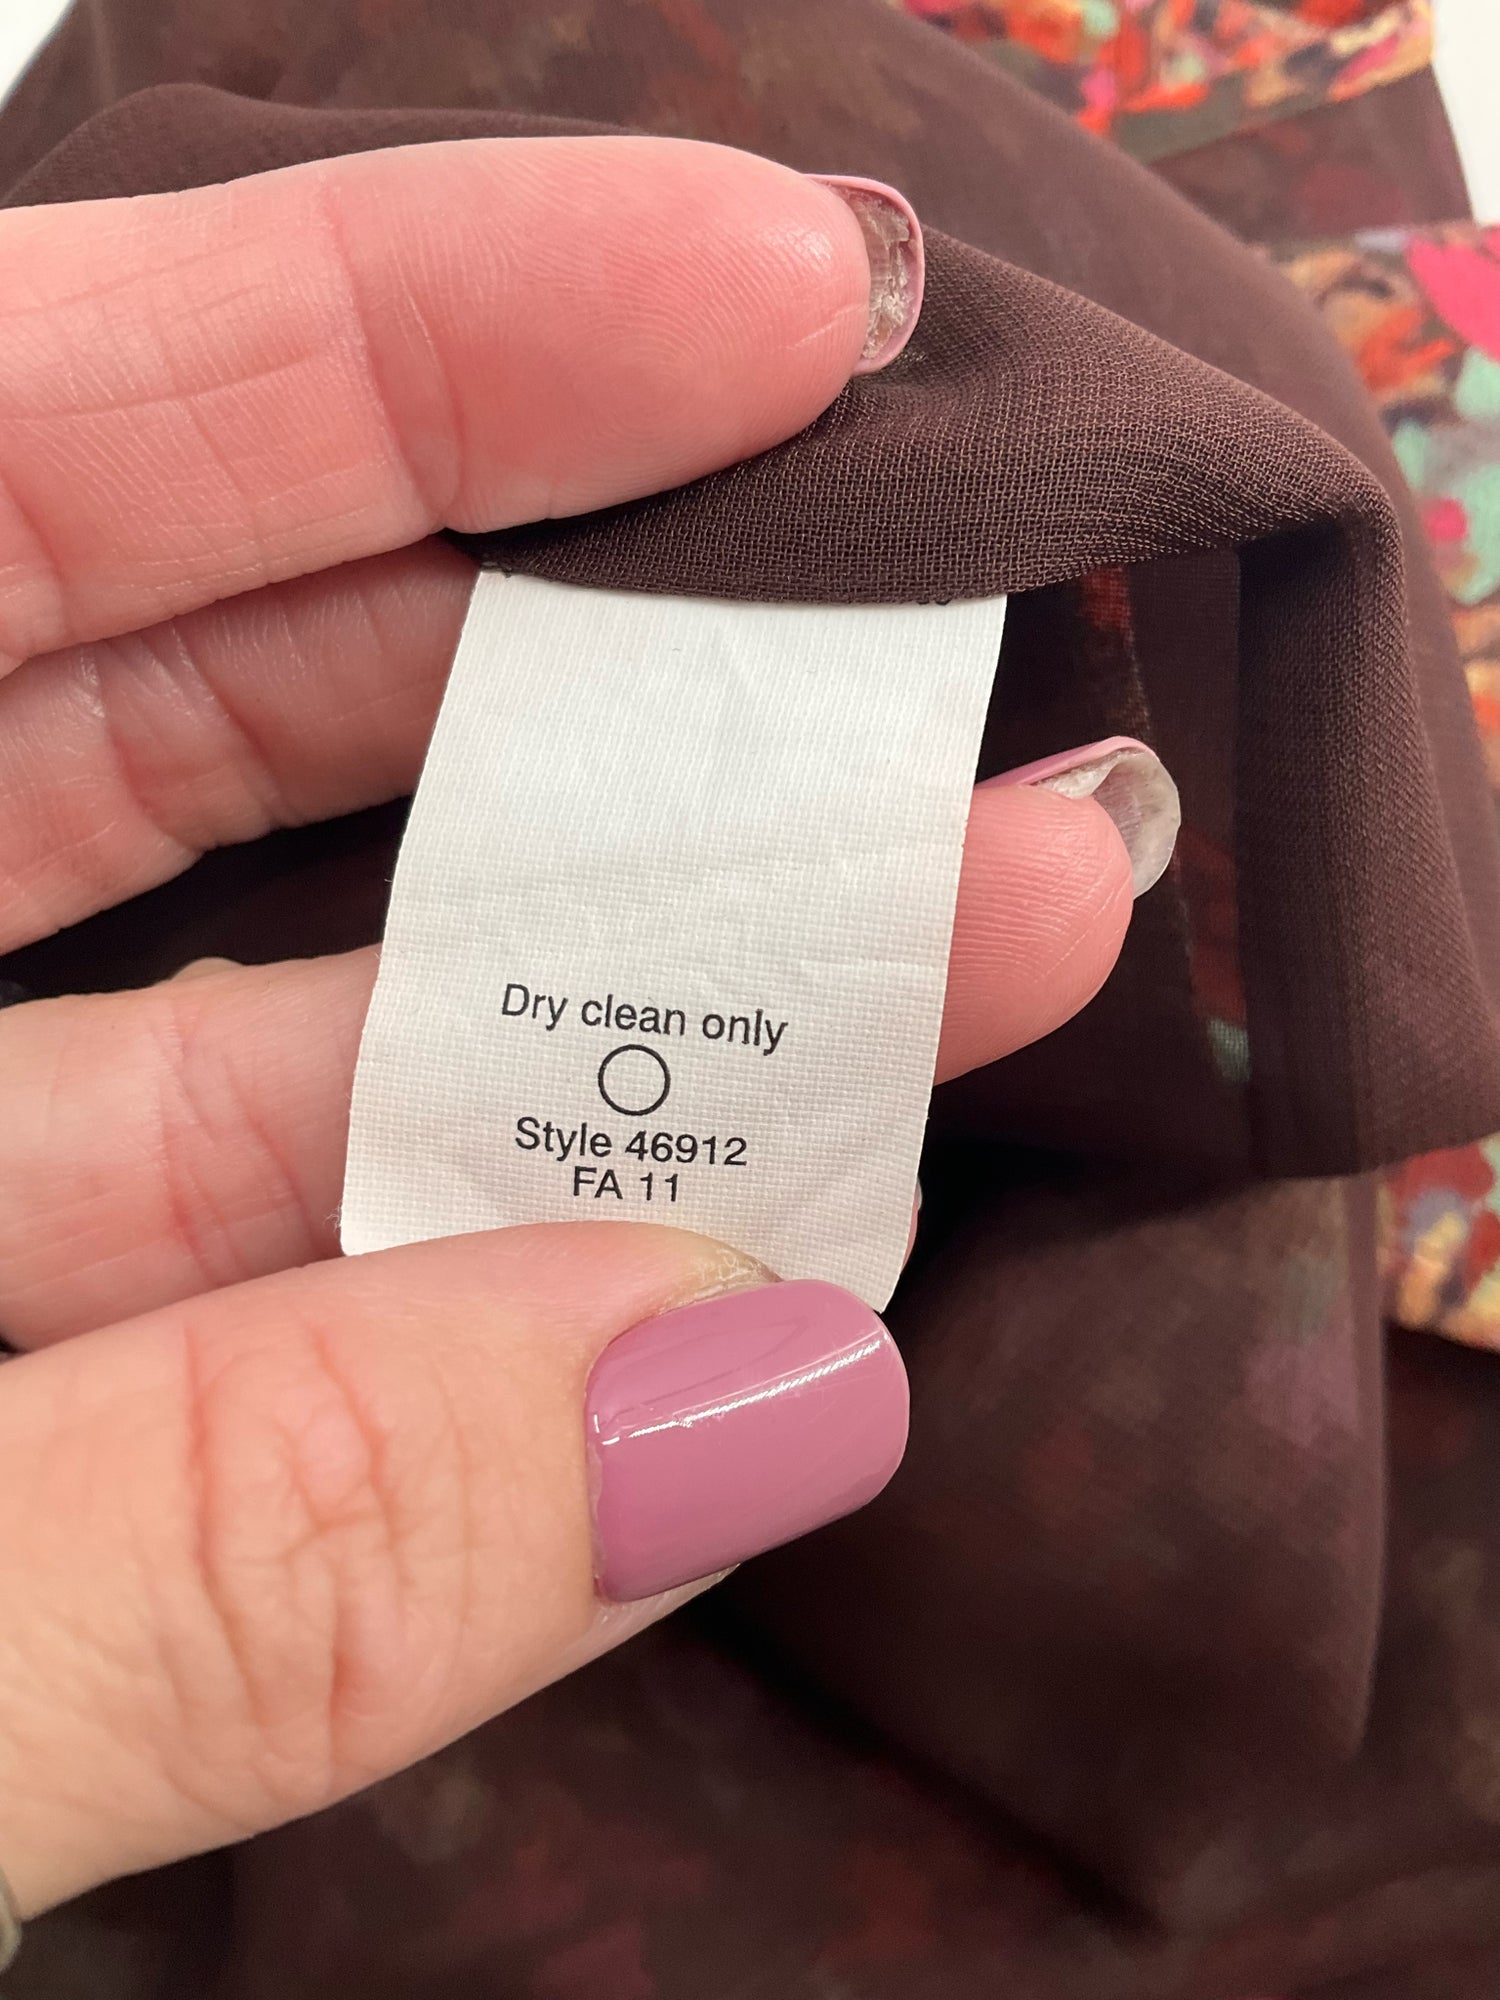 Dry clean only
Style 46912
FA 11